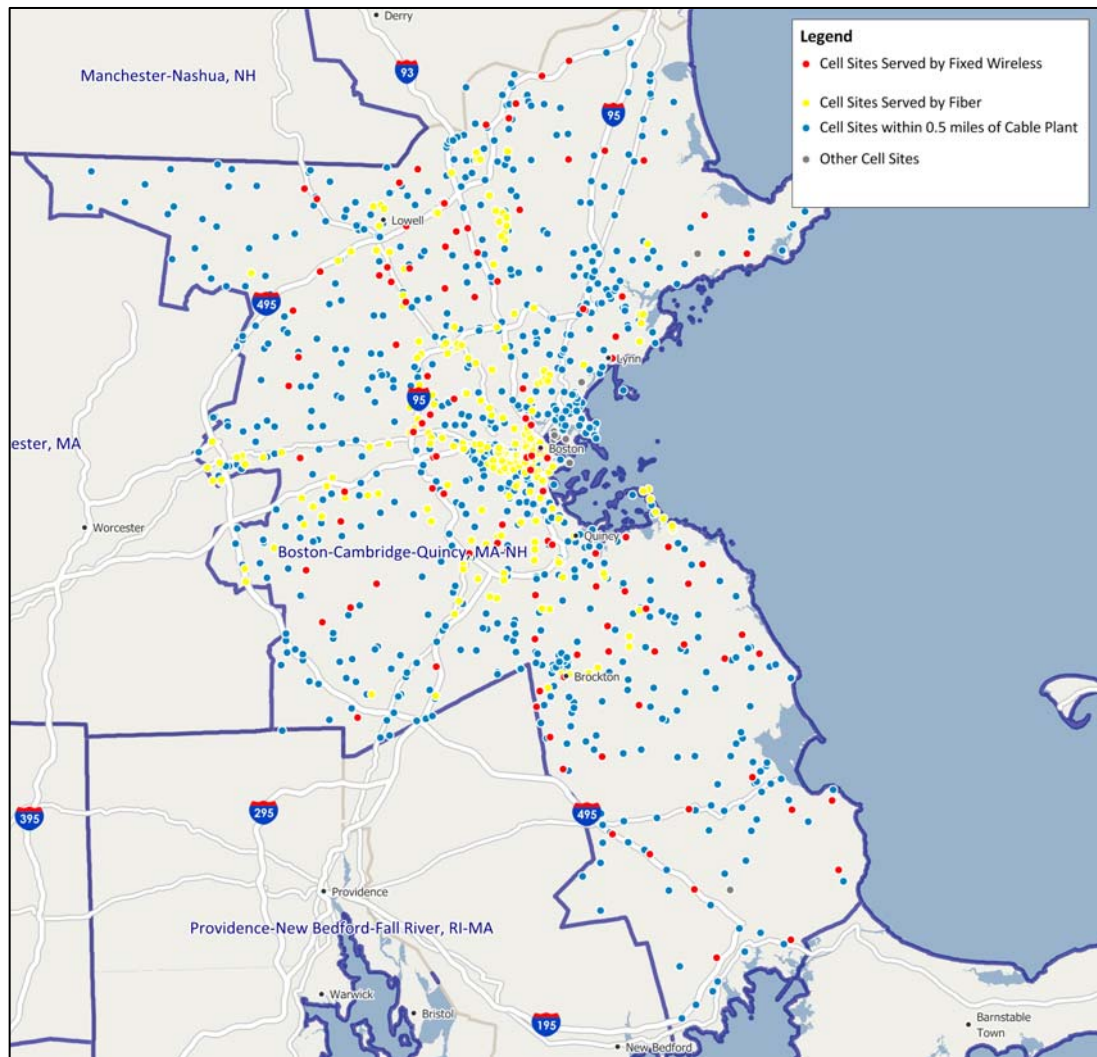 Derry
Legend
Manchester-Nashua, NH
Cell Sites Served by Fixed Wireless
93
Cell Sites Served by Fiber
95
Cell Sites within 0.5 miles of Cable Plant
Other Cell Sites
Lowell
495
Lynn
95
ester, MA
Boston
Worcester
Quincy
Boston-Cambridge-Quincy, MA-NH
Brockton
395
295
495
Providence
Providence-New Bedford-Fall River, RI-MA
Warwick
Bristol
195
Barnstable
Town
New Bedford